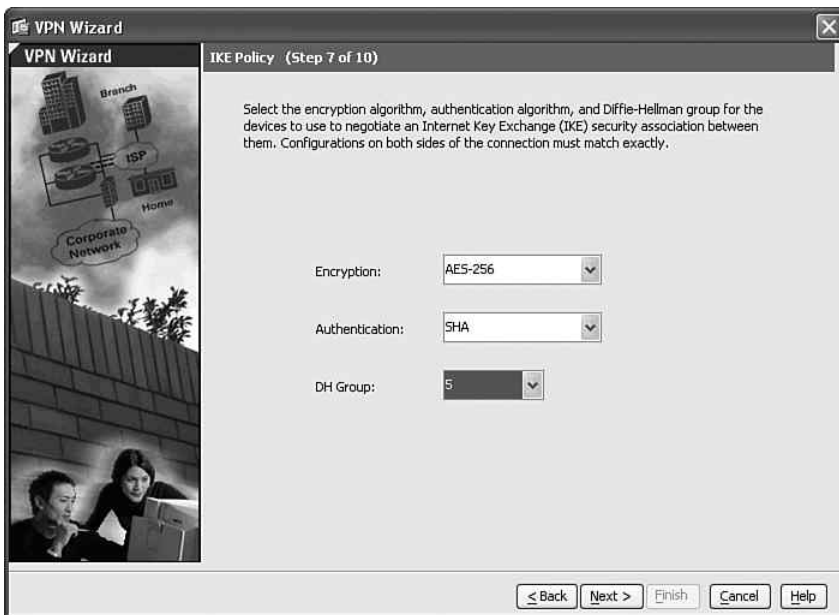 VPN Wizard
VPN Wizard
IKE Policy (Step 7 of 10)
Branch
ISP
Home
Corporate
Network
Select the encryption algorithm, authentication algorithm, and Diffie-Hellman group for the
devices to use to negotiate an Internet Key Exchange (IKE) security association between
them. Configurations on both sides of the connection must match exactly.
Encryption:
AES-256
Authentication:
SHA
DH Group:
5
< Back
Next >
Finish
Cancel
Help